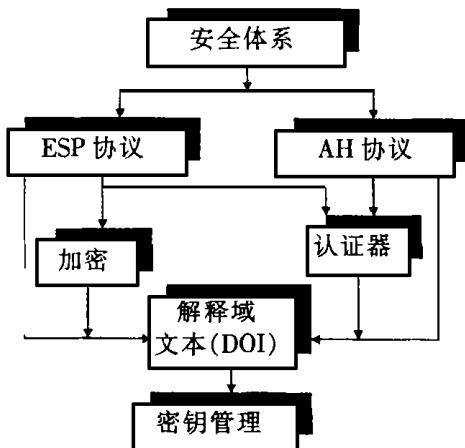 安全体系
ESP 协议
AH 协议
加密
认证器
解释域
文本(DOI)
密钥管理